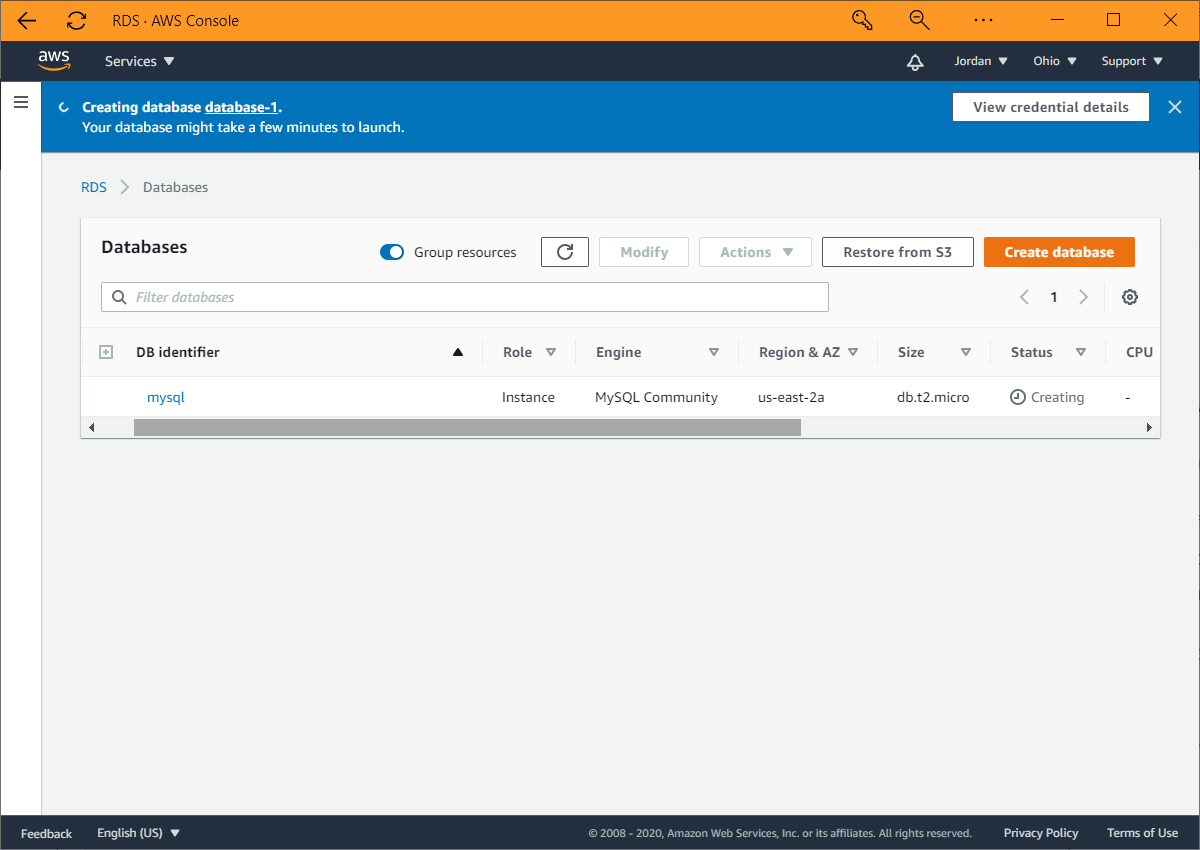 RDS · AWS Console
aws Services Jordan Ohio Support
Creating database database-1.
Your database might take a few minutes to launch.
View credential details
RDS Databases
Databases
Group resources
Modify
Actions
Restore from S3
Create database
Filter databases
1
DB identifier Role Engine Region & AZ Size Status CPU
mysql Instance MySQL Community us-east-2a db.t2.micro Creating -
Feedback English (US) © 2008 - 2020, Amazon Web Services, Inc. or its affiliates. All rights reserved. Privacy Policy Terms of Use